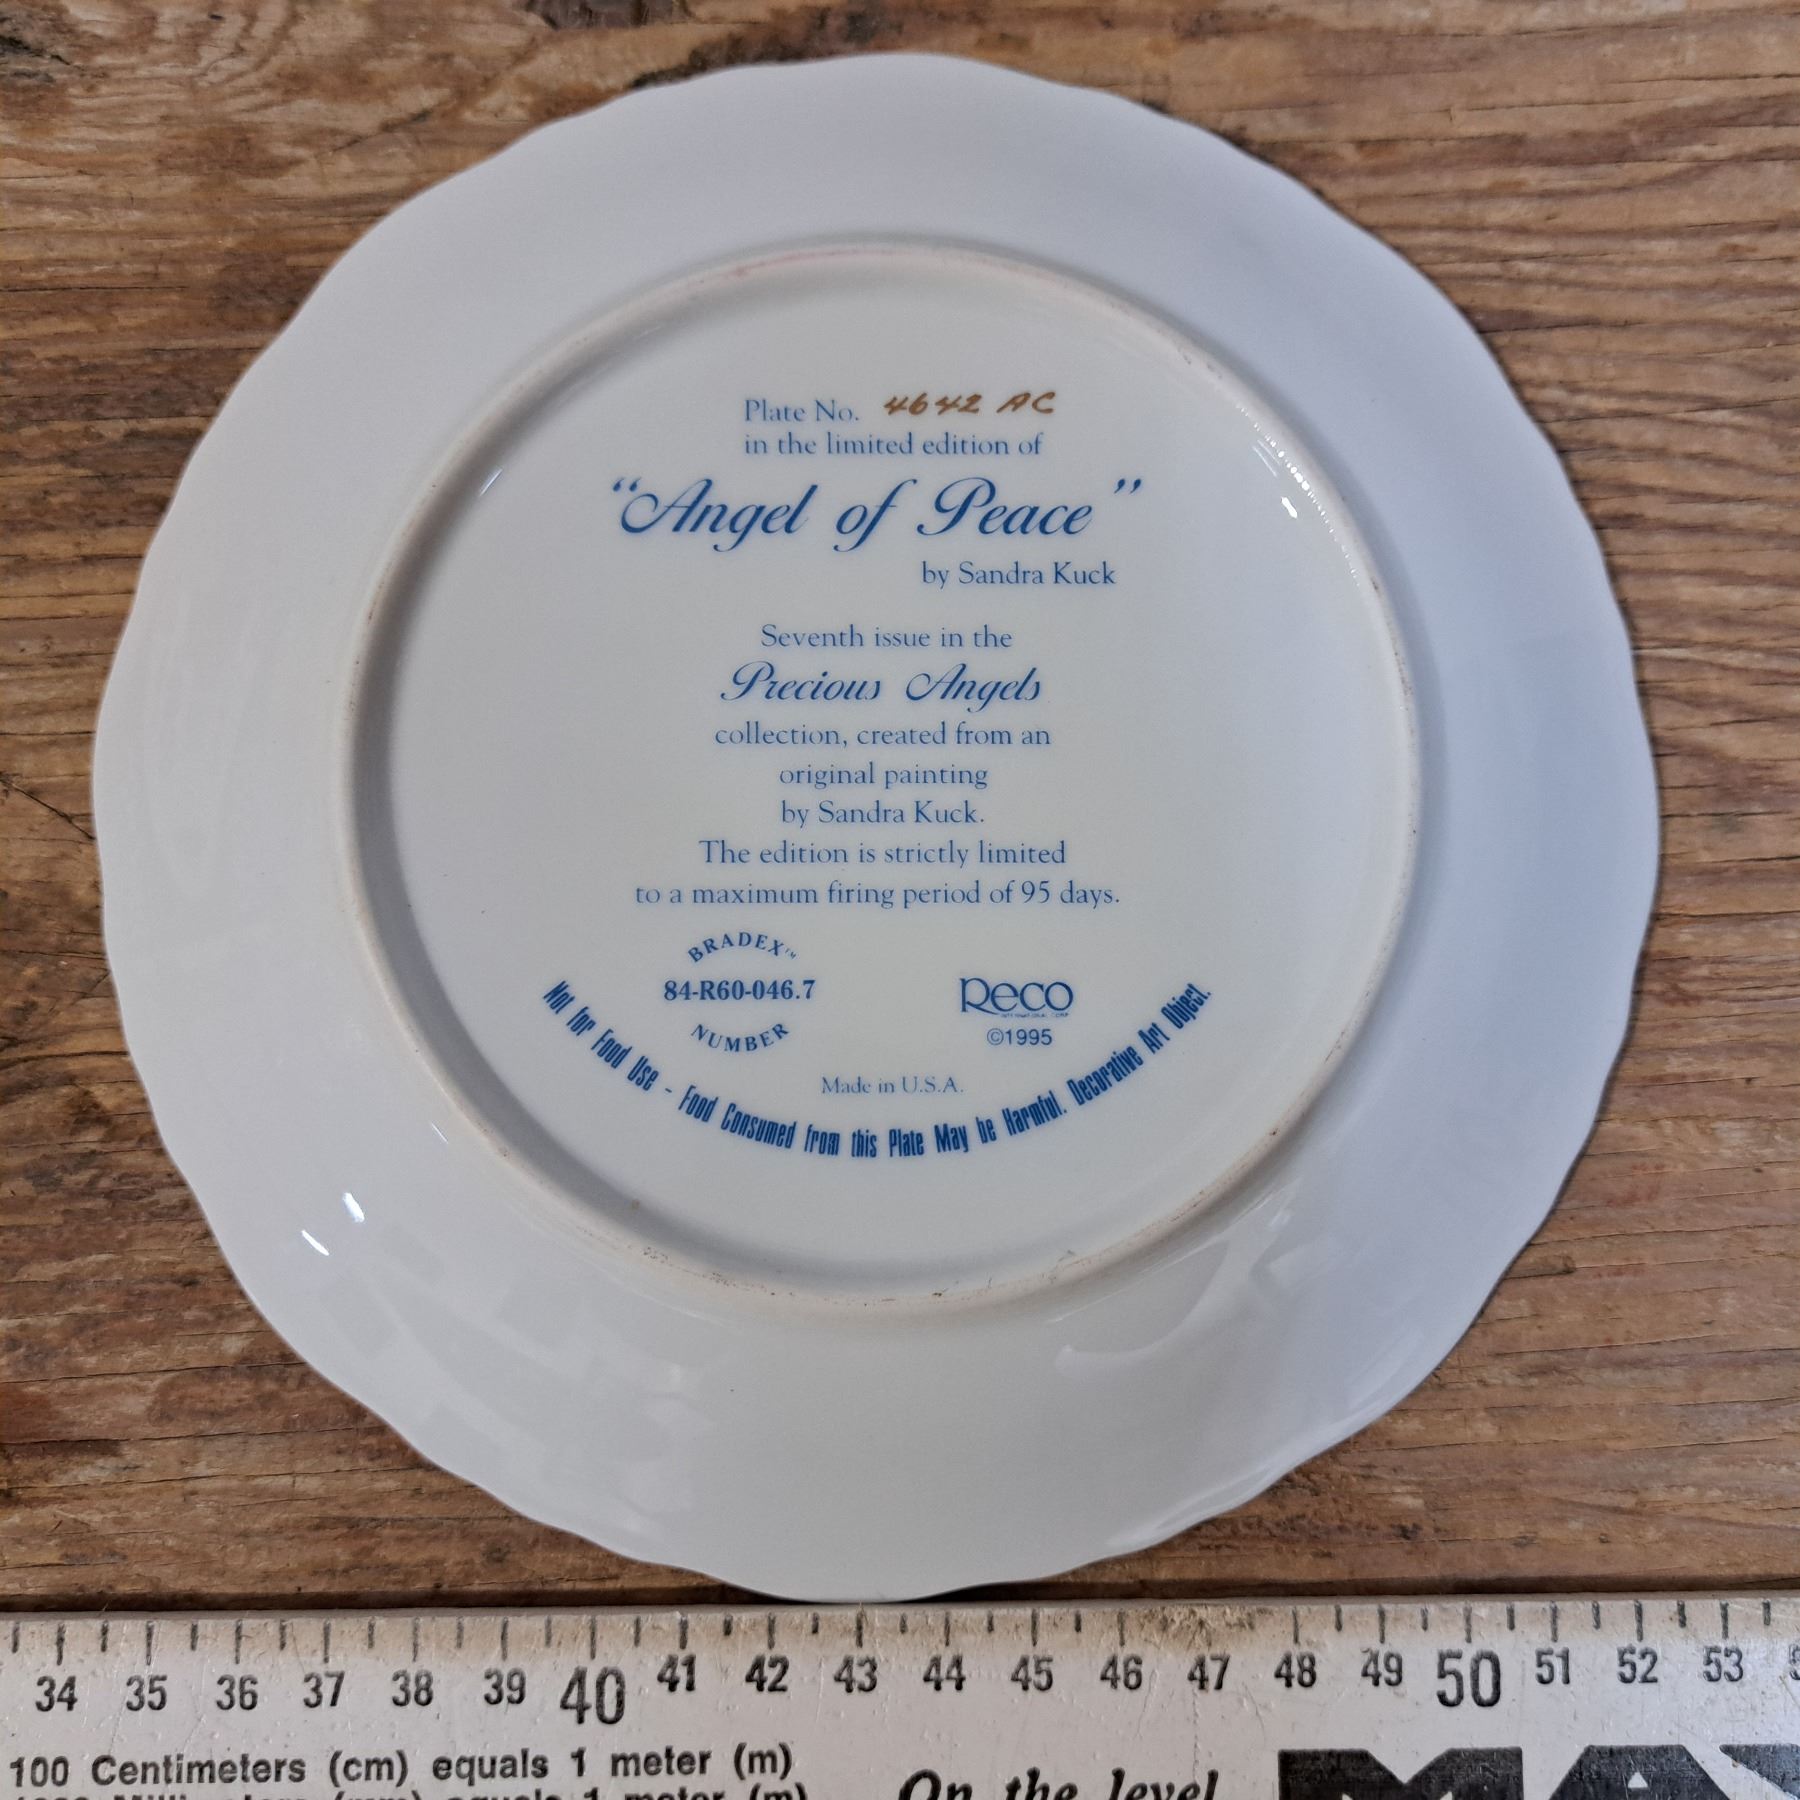 Plate No. 4642 AC
in the limited edition of
"Angel of Peace"
by Sandra Kuck
Seventh issue in the
Precious Angels
collection, created from an
original painting
by Sandra Kuck.
The edition is strictly limited
to a maximum firing period of 95 days.
BRADEX™
84-R60-046.7
NUMBER
Reco
INTERNATIONAL CORP
©1995
Made in U.S.A.
Not for Food Use - Food Consumed from this Plate May be Harmful. Decorative Art Object.
34 35 36 37 38 39 40 41 42 43 44 45 46 47 48 49 50 51 52 53
100 Centimeters (cm) equals 1 meter (m)
On the level